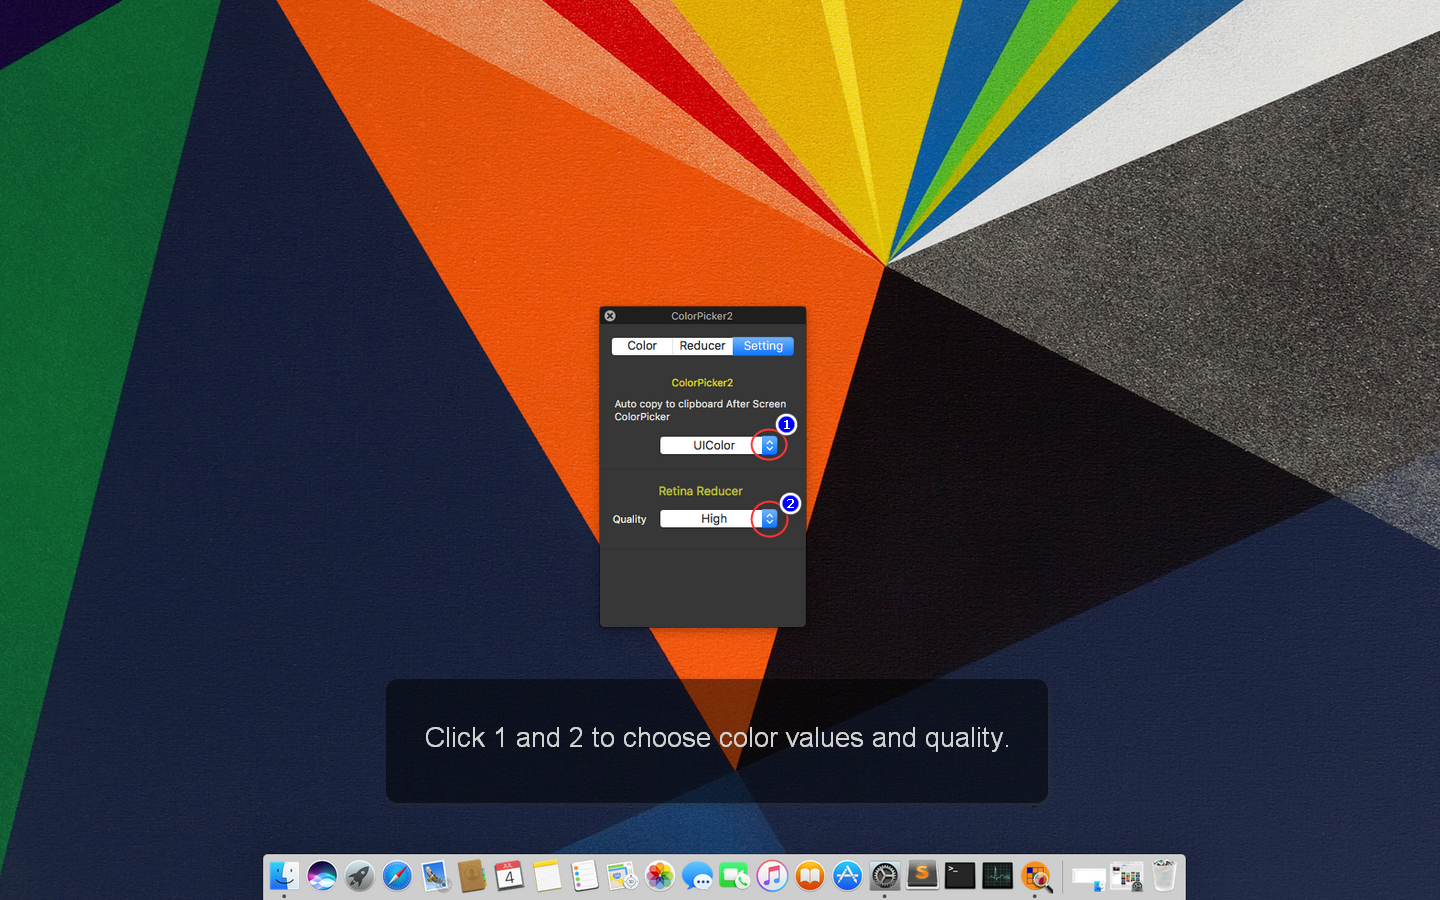 ColorPicker2
Color Reducer Setting
ColorPicker2
Auto copy to clipboard After Screen
ColorPicker
1
UIColor
Retina Reducer
2
Quality High
Click 1 and 2 to choose color values and quality.
JUL
4
S
>_